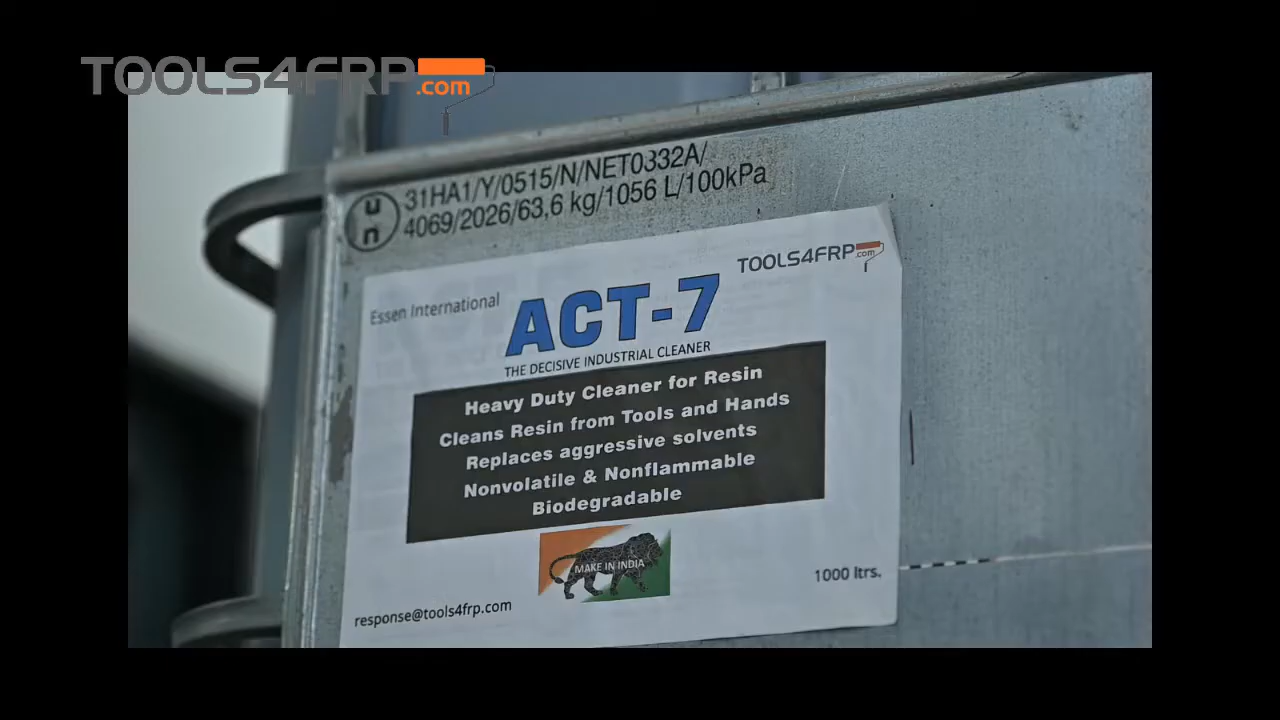 TOOLS4FRP
.com
u
n
31HA1/Y/0515/N/NET0332A/
4069/2026/63,6 kg/1056 L/100kPa
TOOLS4FRP.com
Essen International
ACT-7
THE DECISIVE INDUSTRIAL CLEANER
Heavy Duty Cleaner for Resin
Cleans Resin from Tools and Hands
Replaces aggressive solvents
Nonvolatile & Nonflammable
Biodegradable
MAKE IN INDIA
1000 ltrs.
response@tools4frp.com